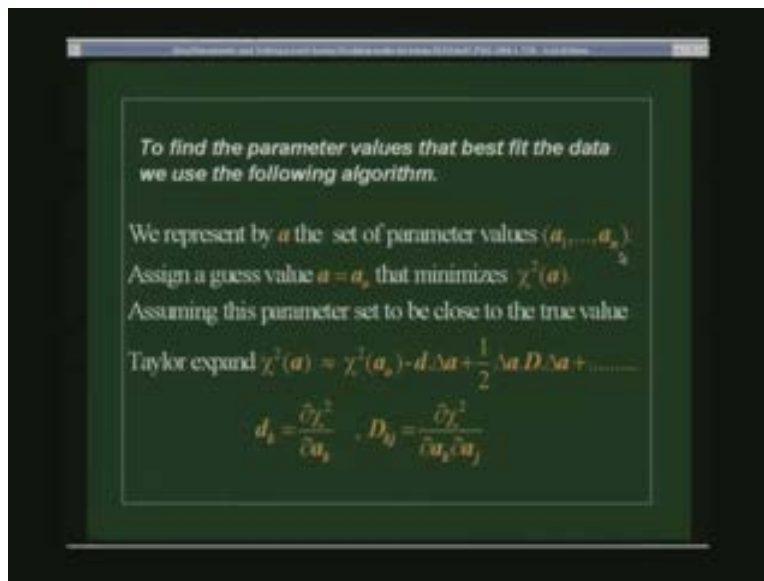 To find the parameter values that best fit the data
we use the following algorithm.
We represent by a the set of parameter values (a₁,....,aₙ)
Assign a guess value a = aₒ that minimizes χ²(a)
Assuming this parameter set to be close to the true value
Taylor expand χ²(a) ≈ χ²(aₒ) - d.Δa + 1/2 Δa.D.Δa + .........
dₖ = ∂χ²/∂aₖ , Dₖⱼ = ∂χ²/∂aₖ∂aⱼ